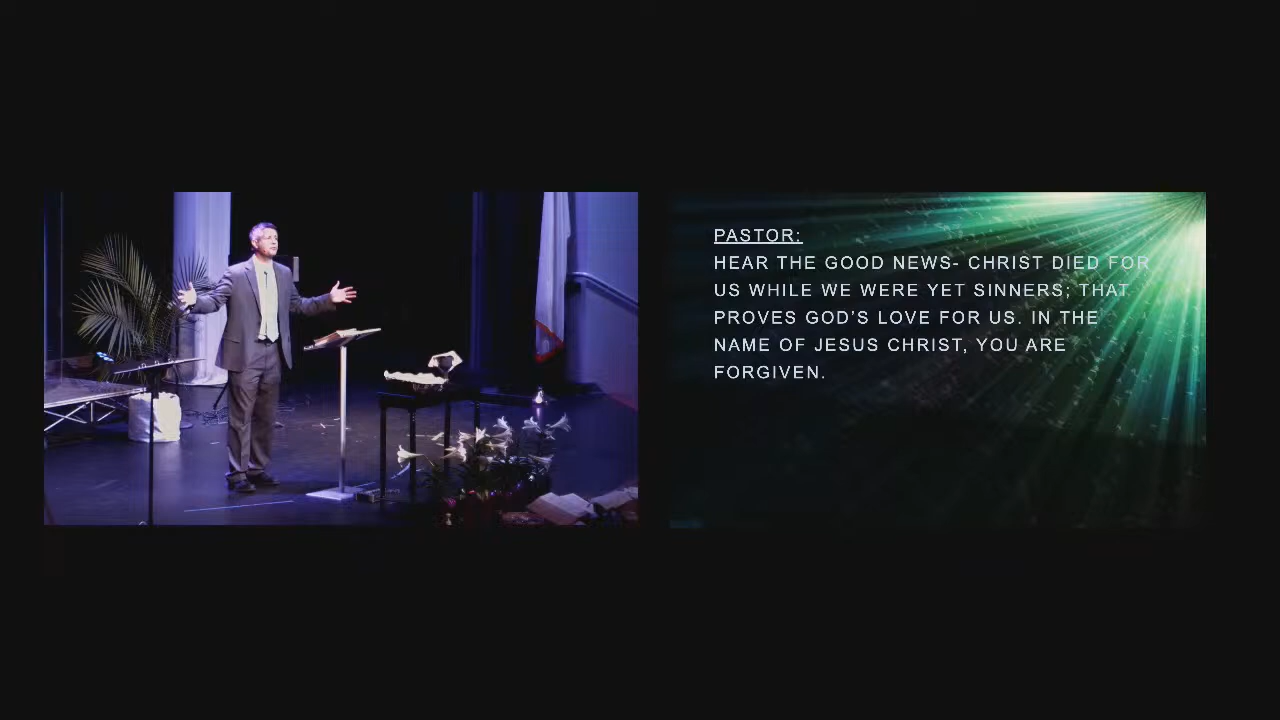 PASTOR:
HEAR THE GOOD NEWS- CHRIST DIED FOR
US WHILE WE WERE YET SINNERS; THAT
PROVES GOD'S LOVE FOR US. IN THE
NAME OF JESUS CHRIST, YOU ARE
FORGIVEN.